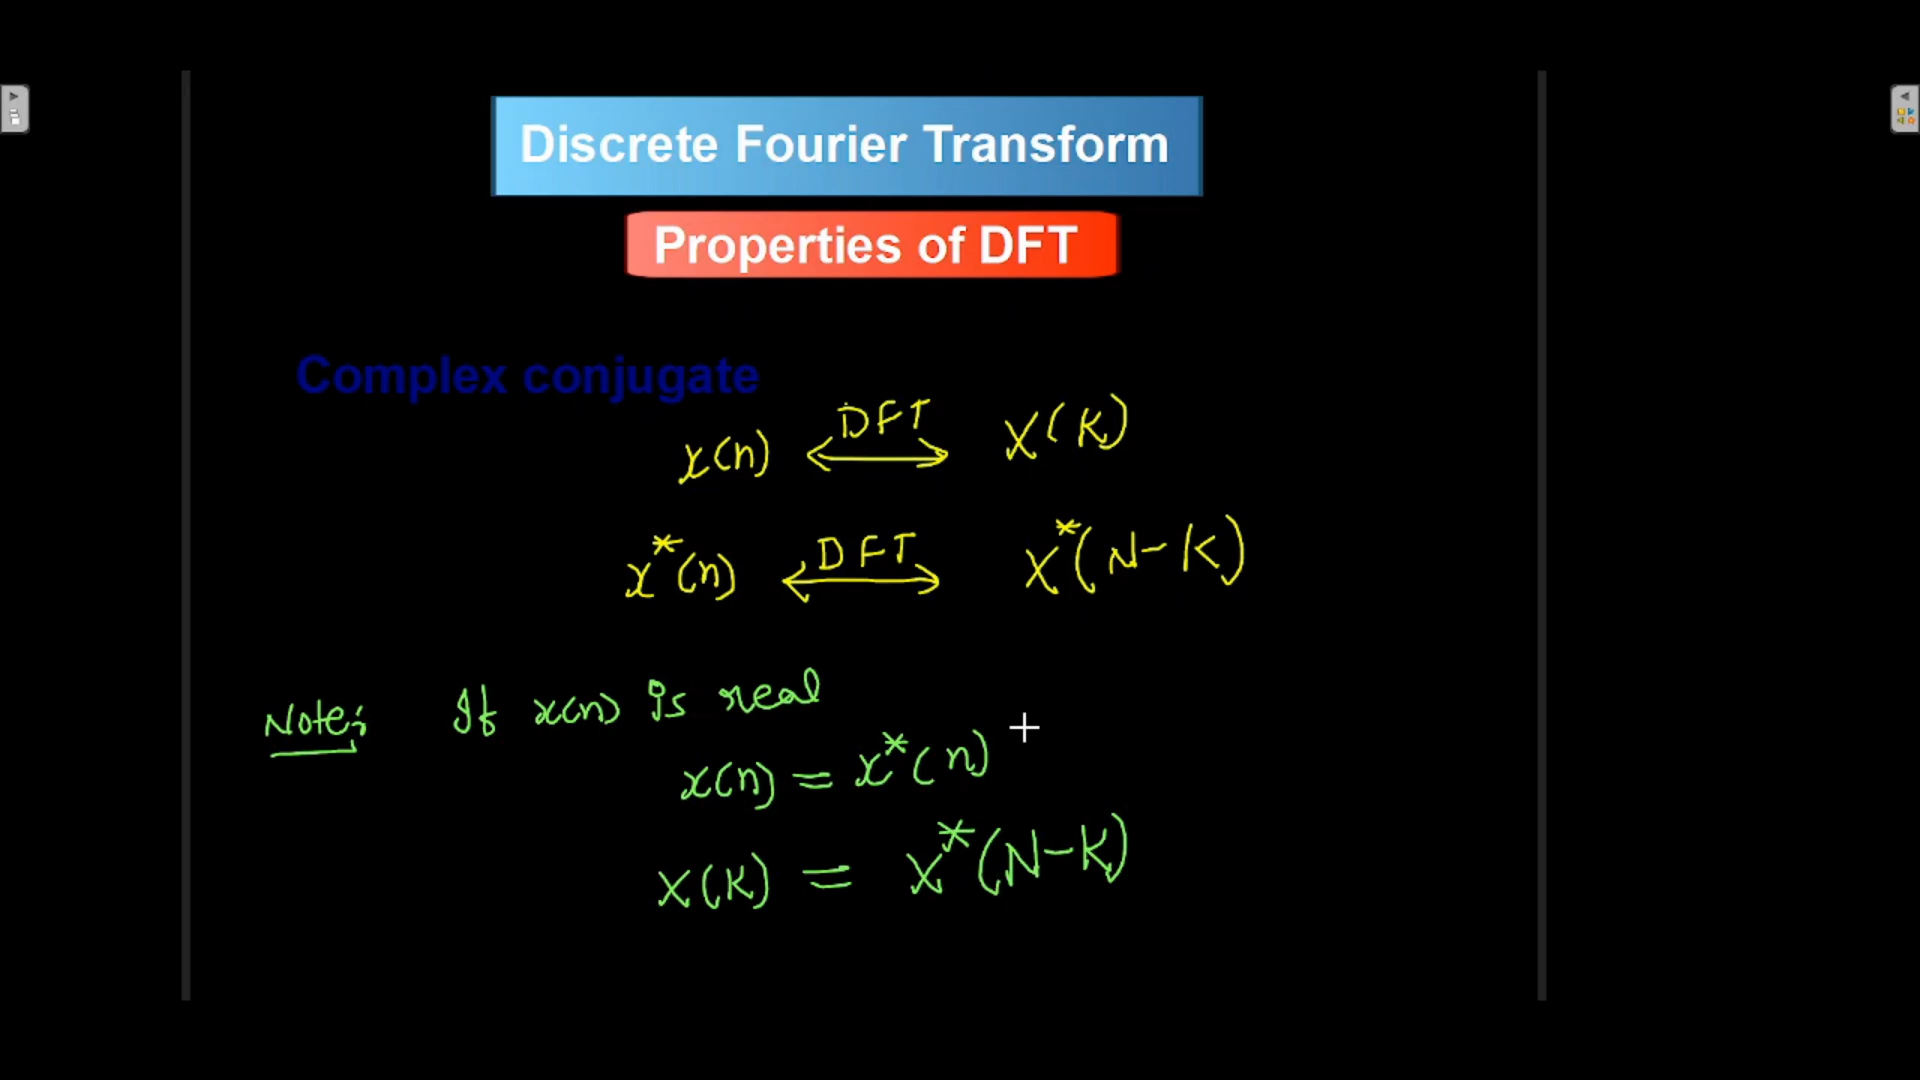 Discrete Fourier Transform
Properties of DFT
Complex conjugate
x(n) <-> DFT X(K)
x*(n) <-> DFT X*(N-K)
Note: If x(n) is real
x(n) = x*(n)
X(K) = X*(N-K)